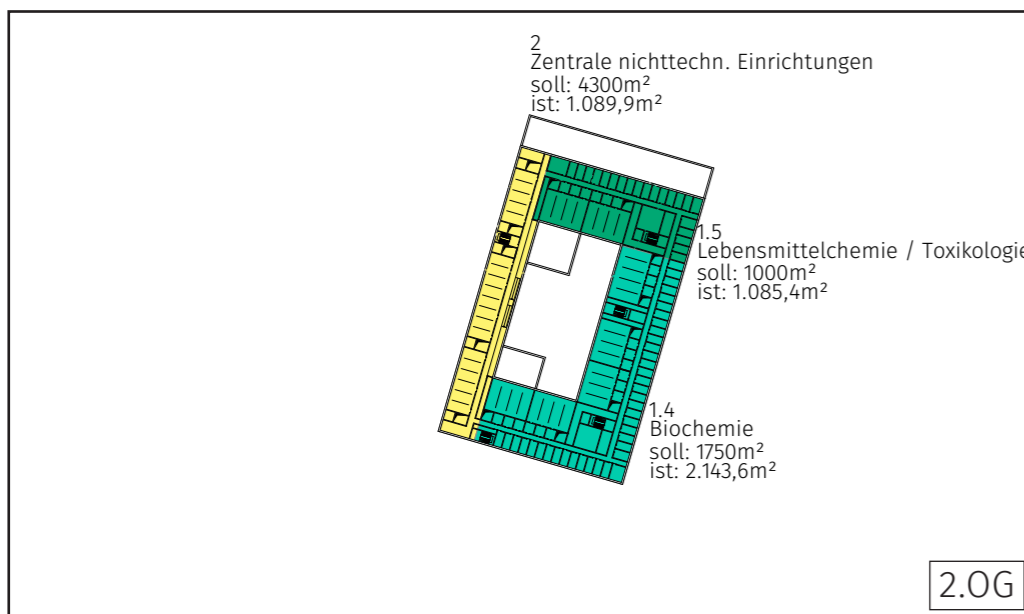 2
Zentrale nichttechn. Einrichtungen
soll: 4300m²
ist: 1.089,9m²
1.5
Lebensmittelchemie / Toxikologie
soll: 1000m²
ist: 1.085,4m²
1.4
Biochemie
soll: 1750m²
ist: 2.143,6m²
2.OG